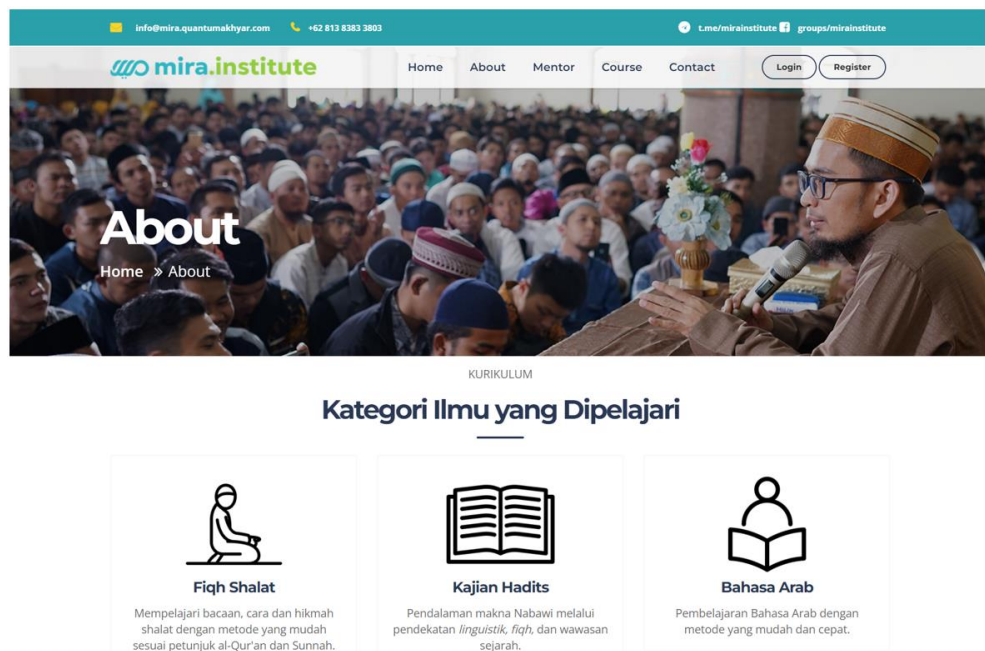 info@mira.quantumakhyar.com +62 813 8383 3803 t.me/mirainstitute groups/mirainstitute
mira.institute Home About Mentor Course Contact Login Register
About
Home » About
KURIKULUM
Kategori Ilmu yang Dipelajari
Fiqh Shalat
Mempelajari bacaan, cara dan hikmah
shalat dengan metode yang mudah
sesuai petunjuk al-Qur'an dan Sunnah.
Kajian Hadits
Pendalaman makna Nabawi melalui
pendekatan linguistik, fiqh, dan wawasan
sejarah.
Bahasa Arab
Pembelajaran Bahasa Arab dengan
metode yang mudah dan cepat.